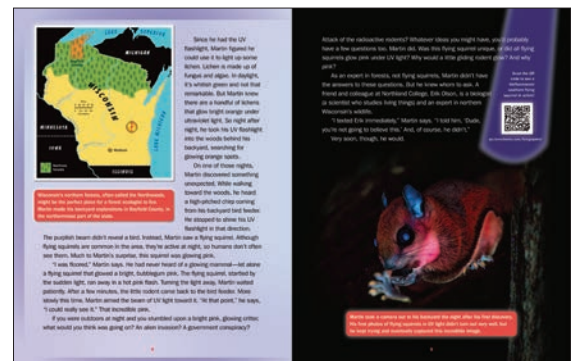 LAKE SUPERIOR
MICHIGAN
WISCONSIN
MINNESOTA
IOWA
ILLINOIS
LAKE MICHIGAN
Madison
Wisconsin's northern forests, often called the Northwoods,
might be the perfect place for a forest ecologist to live.
Martin made his backyard explorations in Bayfield County, in
the northernmost part of the state.
Since he had the UV
flashlight, Martin figured he
could use it to light up some
lichen. Lichen is made up of
fungus and algae. In daylight,
it's whitish green and not that
remarkable. But Martin knew
there are a handful of lichens
that glow bright orange under
ultraviolet light. So night after
night, he took his UV flashlight
into the woods behind his
backyard, searching for
glowing orange spots.
On one of those nights,
Martin discovered something
unexpected. While walking
toward the woods, he heard
a high-pitched chirp coming
from his backyard bird feeder.
He stopped to shine his UV
flashlight in that direction.
The purplish beam didn't reveal a bird. Instead, Martin saw a flying squirrel. Although
flying squirrels are common in the area, they're active at night, so humans don't often
see them. Much to Martin's surprise, this squirrel was glowing pink.
"I was floored," Martin says. He had never heard of a glowing mammal—let alone
a flying squirrel that glowed a bright, bubblegum pink. The flying squirrel, startled by
the sudden light, ran away in a hot pink flash. Turning the light away, Martin waited
patiently. After a few minutes, the little rodent came back to the bird feeder. More
slowly this time, Martin aimed the beam of UV light toward it. "At that point," he says,
"I could really see it." That incredible pink.
If you were outdoors at night and you stumbled upon a bright pink, glowing critter,
what would you think was going on? An alien invasion? A government conspiracy?
Attack of the radioactive rodents? Whatever ideas you might have, you'd probably
have a few questions too. Martin did. Was this flying squirrel unique, or did all flying
squirrels glow pink under UV light? Why would a little gliding rodent glow? And why
pink?
As an expert in forests, not flying squirrels, Martin didn't have
the answers to these questions. But he knew whom to ask. A
friend and colleague at Northland College, Erik Olson, is a biologist
(a scientist who studies living things) and an expert in northern
Wisconsin's wildlife.
"I texted Erik immediately," Martin says. "I told him, 'Dude,
you're not going to believe this.' And, of course, he didn't."
Very soon, though, he would.
Scan the QR
code to see a
Martin took a camera out to his backyard the night after his first discovery.
His first photos of flying squirrels in UV light didn't turn out very well, but
he kept trying and eventually captured this incredible image.